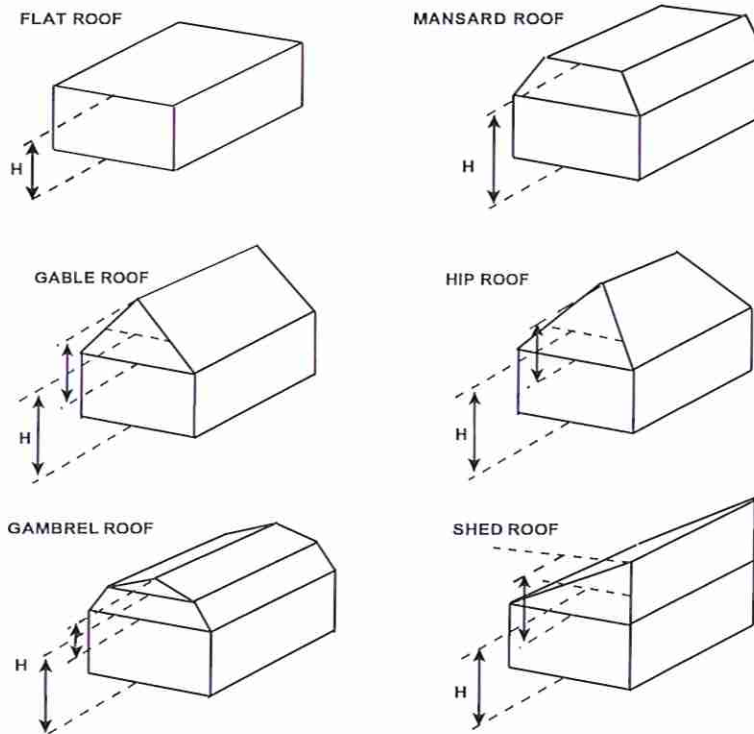 FLAT ROOF
MANSARD ROOF
H
H
GABLE ROOF
HIP ROOF
H
H
GAMBREL ROOF
SHED ROOF
H
H